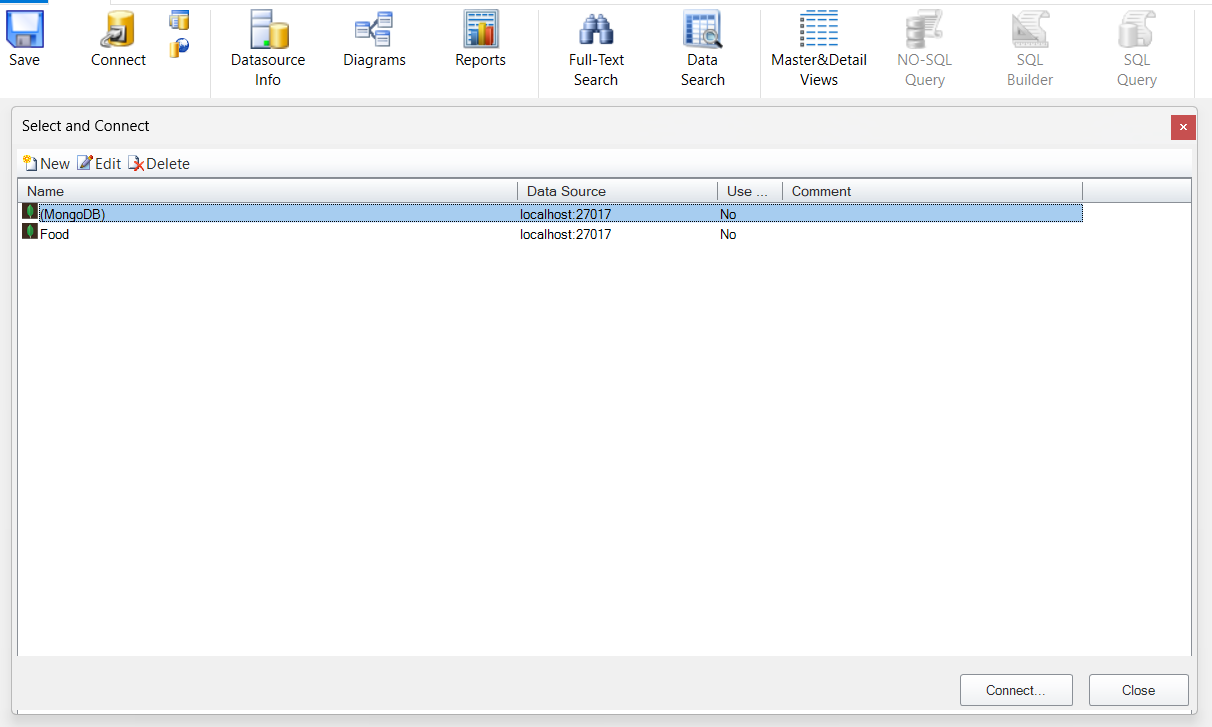 Save
Connect
Datasource
Info
Diagrams
Reports
Full-Text
Search
Data
Search
Master&Detail
Views
NO-SQL
Query
SQL
Builder
SQL
Query
Select and Connect
New Edit Delete
Name Data Source Use ... Comment
(MongoDB) localhost:27017 No
Food localhost:27017 No
Connect... Close